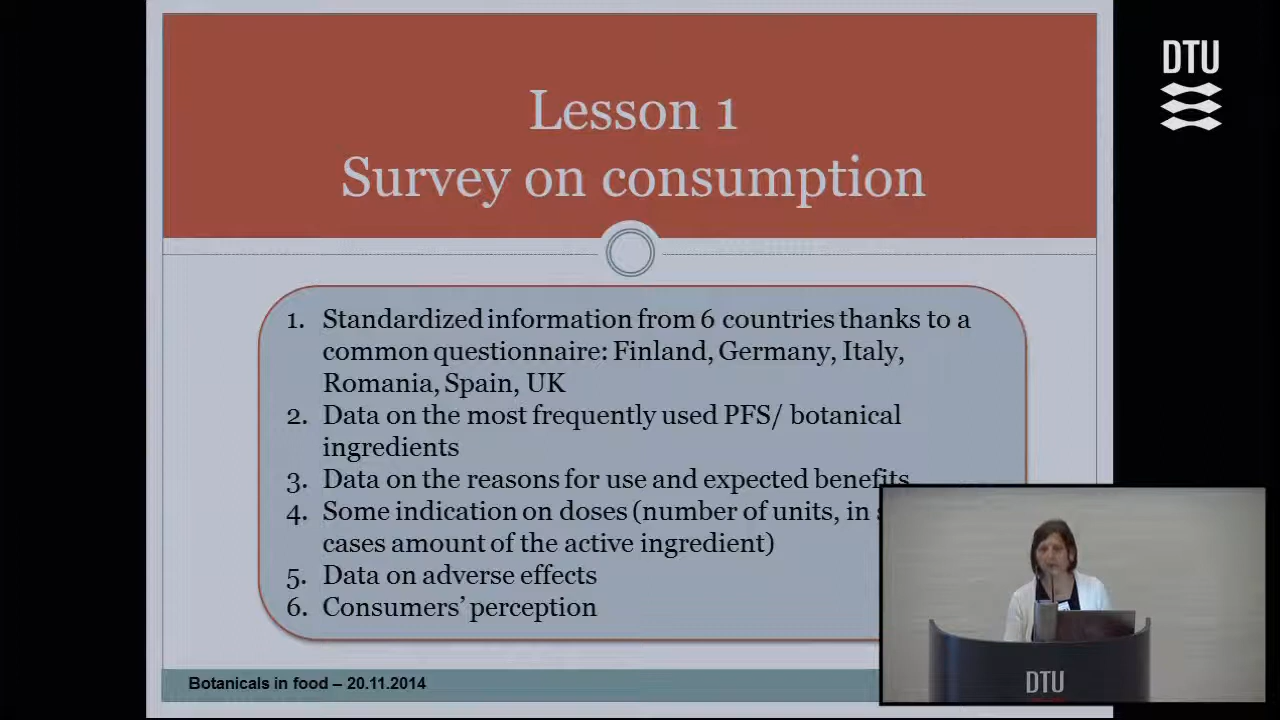 DTU
Lesson 1
Survey on consumption
1. Standardized information from 6 countries thanks to a
common questionnaire: Finland, Germany, Italy,
Romania, Spain, UK
2. Data on the most frequently used PFS/ botanical
ingredients
3. Data on the reasons for use and expected benefits
4. Some indication on doses (number of units, in
cases amount of the active ingredient)
5. Data on adverse effects
6. Consumers’ perception
Botanicals in food – 20.11.2014
DTU